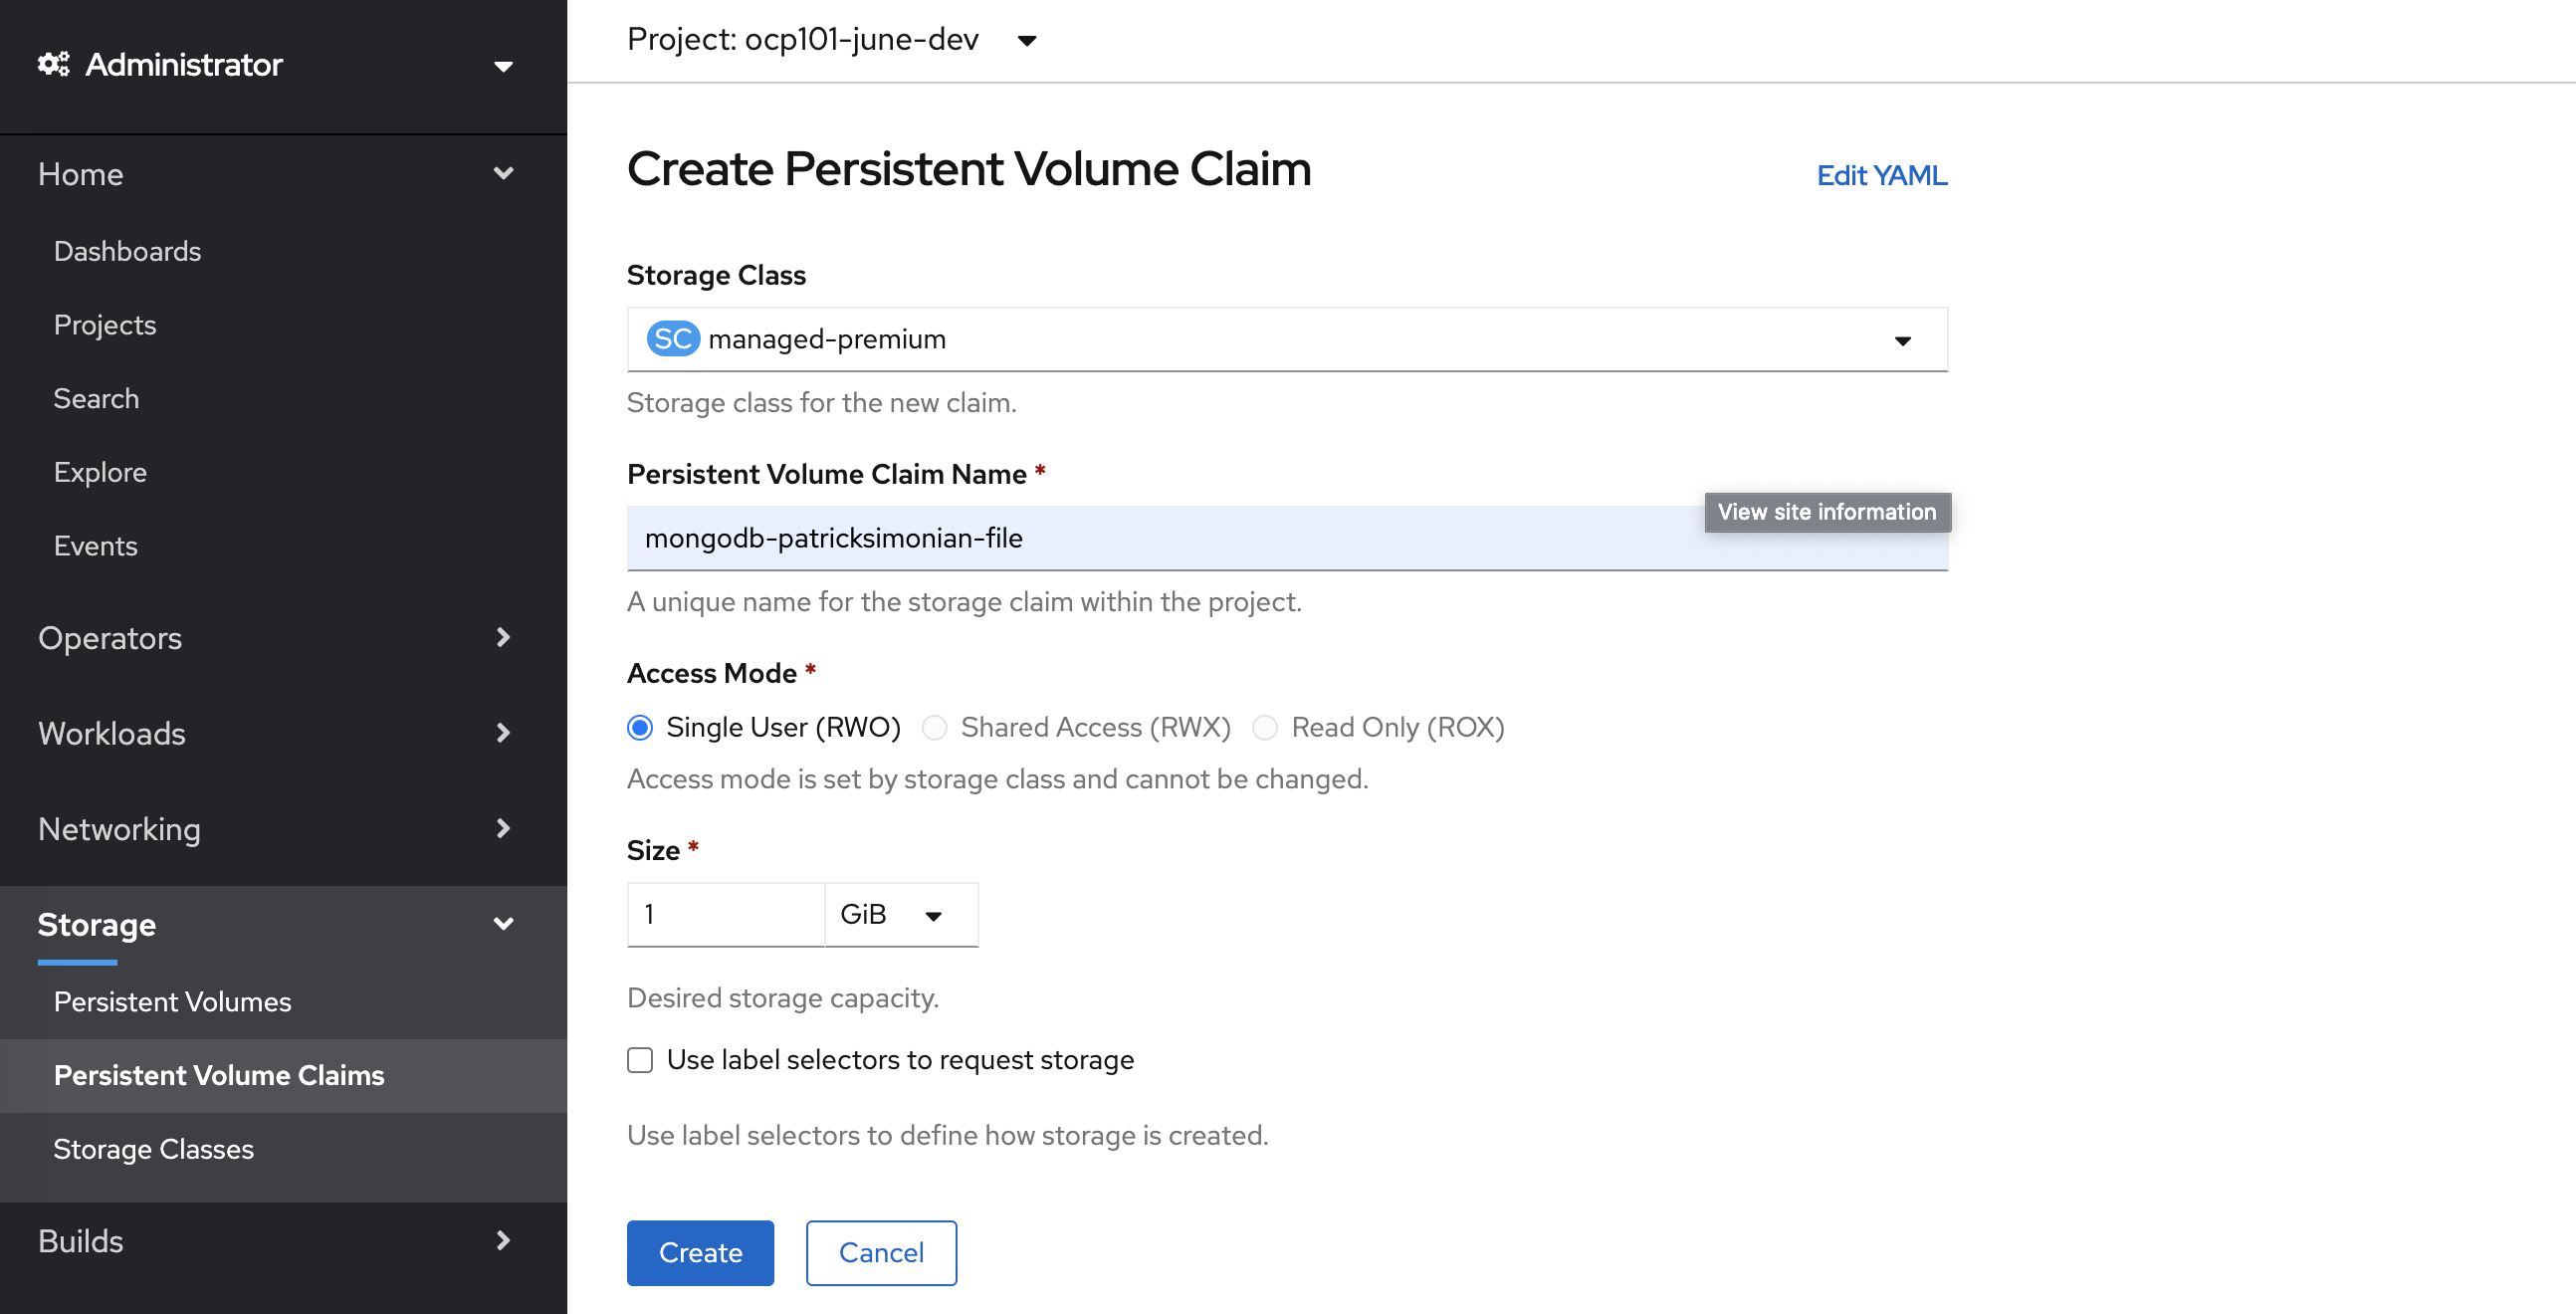 Administrator
Home
Dashboards
Projects
Search
Explore
Events
Operators
Workloads
Networking
Storage
Persistent Volumes
Persistent Volume Claims
Storage Classes
Builds
Project: ocp101-june-dev
Create Persistent Volume Claim
Edit YAML
Storage Class
SC managed-premium
Storage class for the new claim.
Persistent Volume Claim Name *
View site information
mongodb-patricksimonian-file
A unique name for the storage claim within the project.
Access Mode *
Single User (RWO) Shared Access (RWX) Read Only (ROX)
Access mode is set by storage class and cannot be changed.
Size *
1 GiB
Desired storage capacity.
Use label selectors to request storage
Use label selectors to define how storage is created.
Create Cancel